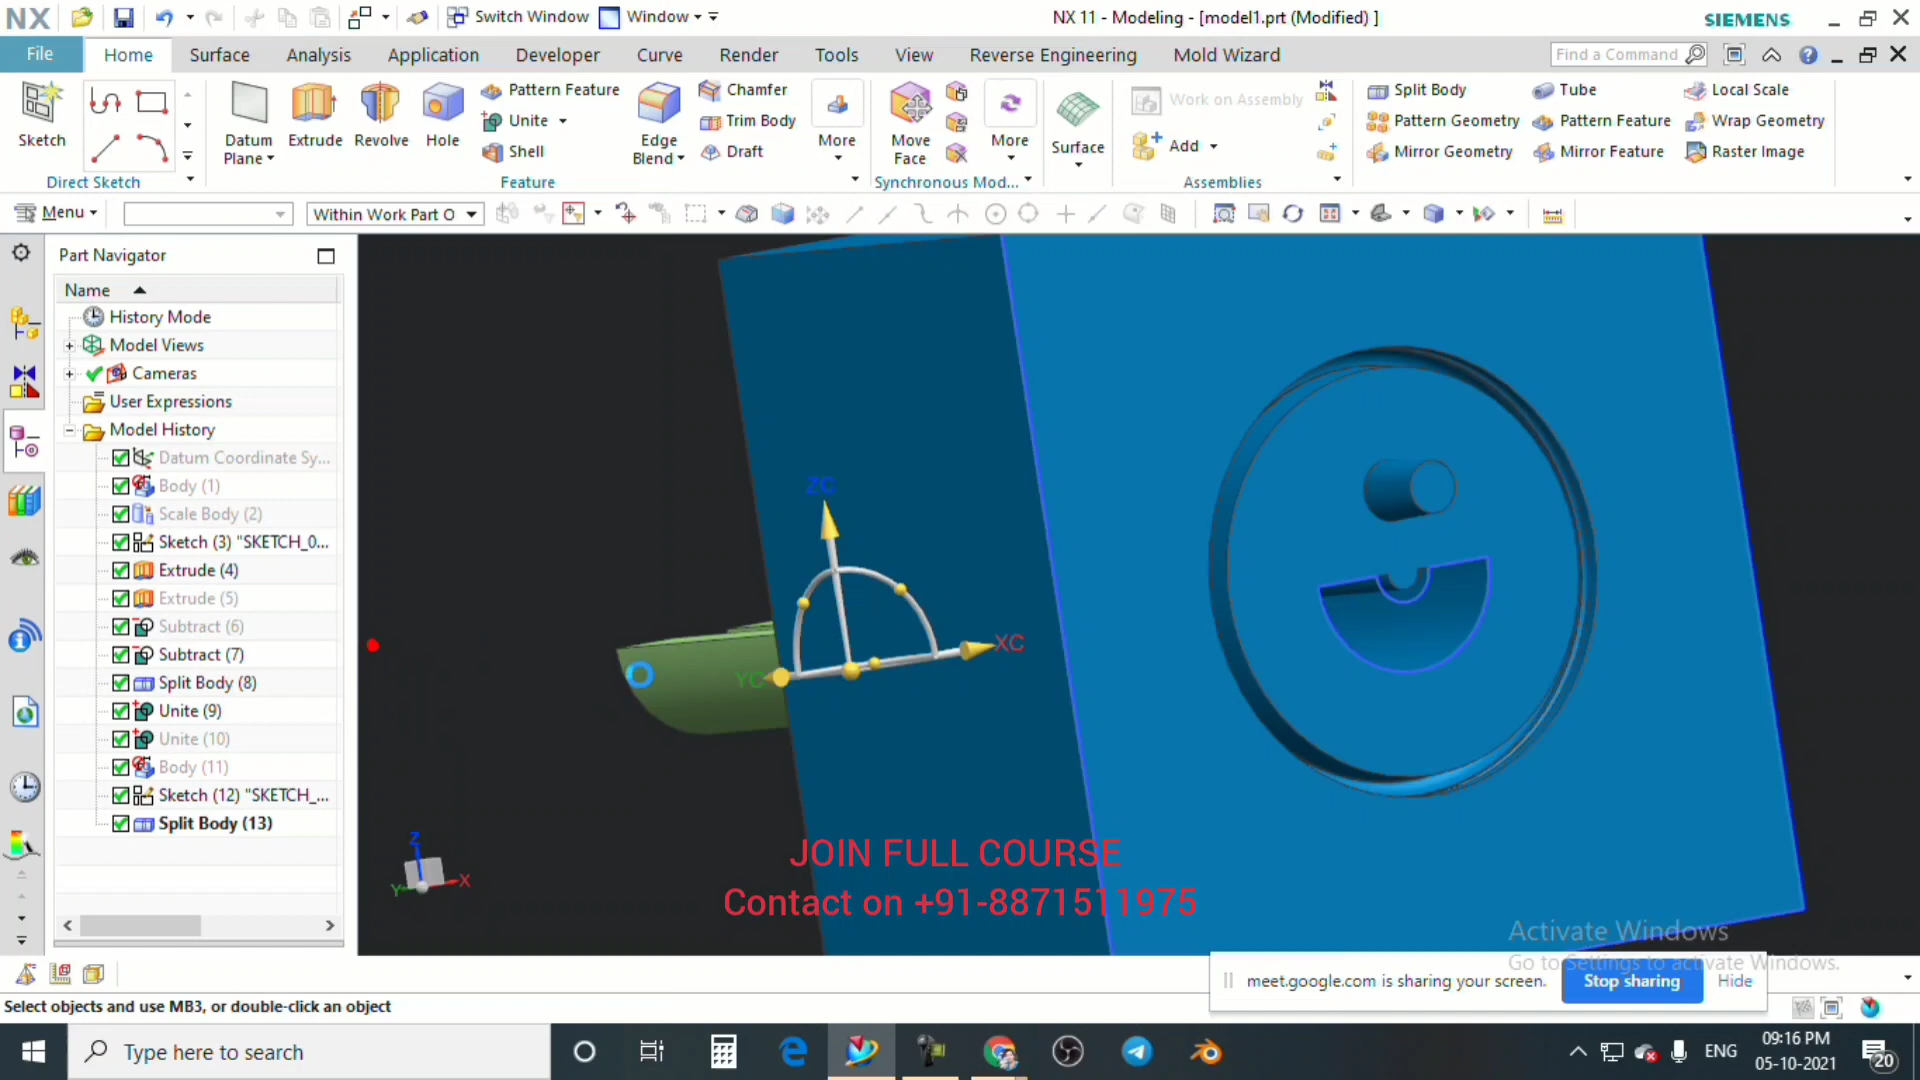 NX
Switch Window
Window
NX 11 - Modeling - [model1.prt (Modified) ]
SIEMENS
File
Home
Surface
Analysis
Application
Developer
Curve
Render
Tools
View
Reverse Engineering
Mold Wizard
Find a Command
Sketch
Direct Sketch
Datum
Plane
Extrude
Revolve
Hole
Pattern Feature
Unite
Shell
Edge
Blend
Chamfer
Trim Body
Draft
More
Feature
Move
Face
More
Synchronous Mod...
Surface
Work on Assembly
Add
Assemblies
Split Body
Pattern Geometry
Mirror Geometry
Tube
Pattern Feature
Mirror Feature
Local Scale
Wrap Geometry
Raster Image
Menu
Within Work Part O
Part Navigator
Name
History Mode
Model Views
Cameras
User Expressions
Model History
Datum Coordinate Sy...
Body (1)
Scale Body (2)
Sketch (3) "SKETCH_0...
Extrude (4)
Extrude (5)
Subtract (6)
Subtract (7)
Split Body (8)
Unite (9)
Unite (10)
Body (11)
Sketch (12) "SKETCH_...
Split Body (13)
ZC
XC
YC
Z
X
Y
JOIN FULL COURSE
Contact on +91-8871511975
Activate Windows
Go to Settings to activate Windows.
meet.google.com is sharing your screen.
Stop sharing
Hide
Select objects and use MB3, or double-click an object
Type here to search
ENG
09:16 PM
05-10-2021
20